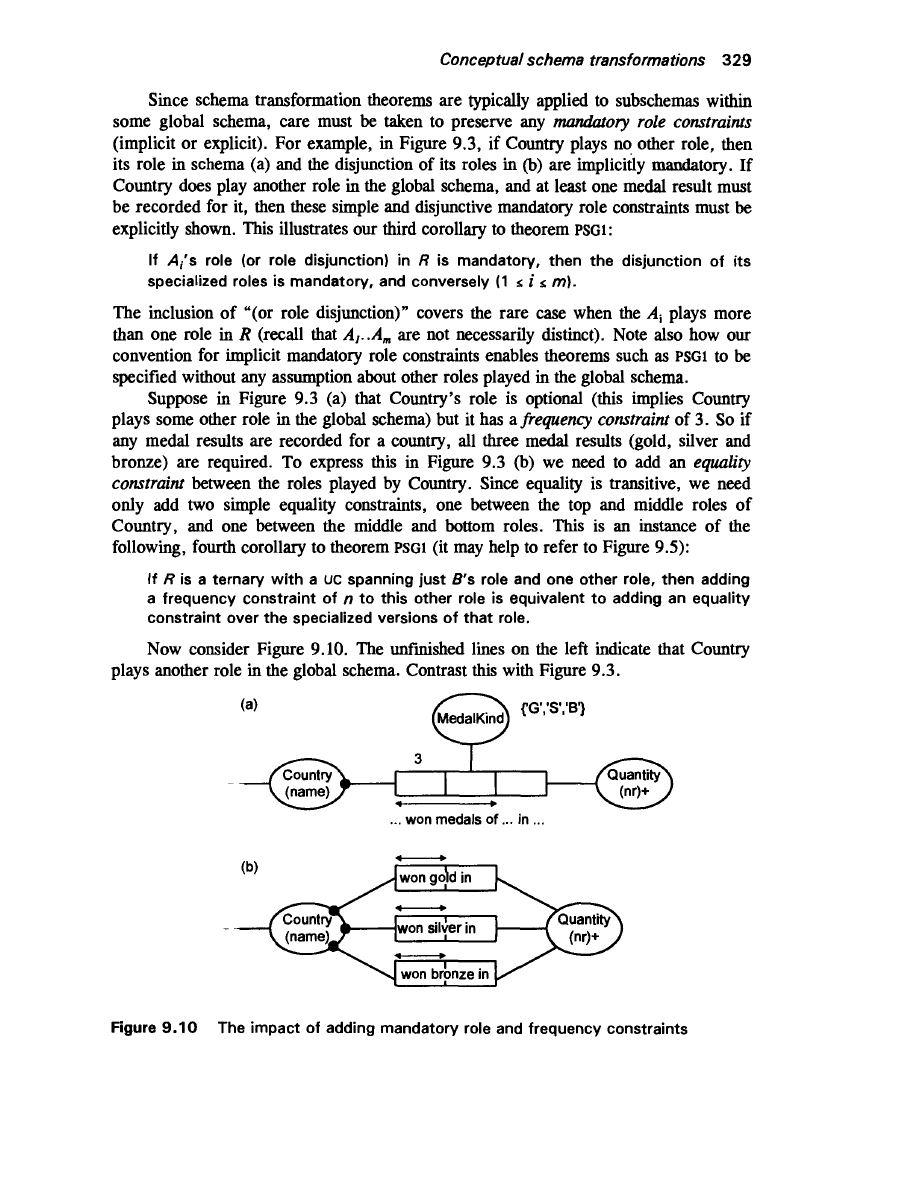 Conceptual schema transformations 329
Since schema transformation theorems are typically applied to subschemas within
some global schema, care must be taken to preserve any mandatory role constraints
(implicit or explicit). For example, in Figure 9.3, if Country plays no other role, then
its role in schema (a) and the disjunction of its roles in (b) are implicitly mandatory. If
Country does play another role in the global schema, and at least one medal result must
be recorded for it, then these simple and disjunctive mandatory role constraints must be
explicitly shown. This illustrates our third corollary to theorem PSG1:
If Ai's role (or role disjunction) in R is mandatory, then the disjunction of its
specialized roles is mandatory, and conversely (1 ≤ i ≤ m).
The inclusion of "(or role disjunction)" covers the rare case when the Ai plays more
than one role in R (recall that A1..Am are not necessarily distinct). Note also how our
convention for implicit mandatory role constraints enables theorems such as PSG1 to be
specified without any assumption about other roles played in the global schema.
Suppose in Figure 9.3 (a) that Country's role is optional (this implies Country
plays some other role in the global schema) but it has a frequency constraint of 3. So if
any medal results are recorded for a country, all three medal results (gold, silver and
bronze) are required. To express this in Figure 9.3 (b) we need to add an equality
constraint between the roles played by Country. Since equality is transitive, we need
only add two simple equality constraints, one between the top and middle roles of
Country, and one between the middle and bottom roles. This is an instance of the
following, fourth corollary to theorem PSG1 (it may help to refer to Figure 9.5):
If R is a ternary with a UC spanning just B's role and one other role, then adding
a frequency constraint of n to this other role is equivalent to adding an equality
constraint over the specialized versions of that role.
Now consider Figure 9.10. The unfinished lines on the left indicate that Country
plays another role in the global schema. Contrast this with Figure 9.3.
(a)
MedalKind
{'G','S','B'}
3
Country
(name)
Quantity
(nr)+
... won medals of ... in ...
(b)
won gold in
Country
(name)
won silver in
Quantity
(nr)+
won bronze in
Figure 9.10 The impact of adding mandatory role and frequency constraints